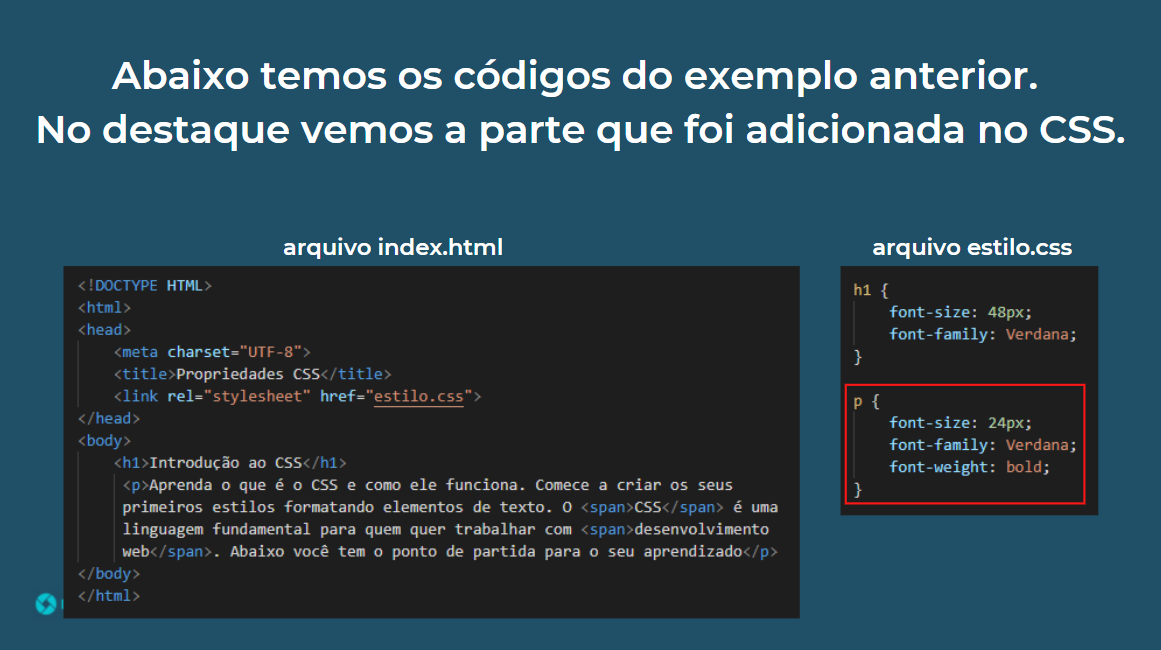 Abaixo temos os códigos do exemplo anterior.
No destaque vemos a parte que foi adicionada no CSS.
arquivo index.html
<!DOCTYPE HTML>
<html>
<head>
<meta charset="UTF-8">
<title>Propriedades CSS</title>
<link rel="stylesheet" href="estilo.css">
</head>
<body>
<h1>Introdução ao CSS</h1>
<p>Aprenda o que é o CSS e como ele funciona. Comece a criar os seus
primeiros estilos formatando elementos de texto. O <span>CSS</span> é uma
linguagem fundamental para quem quer trabalhar com <span>desenvolvimento
web</span>. Abaixo você tem o ponto de partida para o seu aprendizado</p>
</body>
</html>
arquivo estilo.css
h1 {
font-size: 48px;
font-family: Verdana;
}
p {
font-size: 24px;
font-family: Verdana;
font-weight: bold;
}